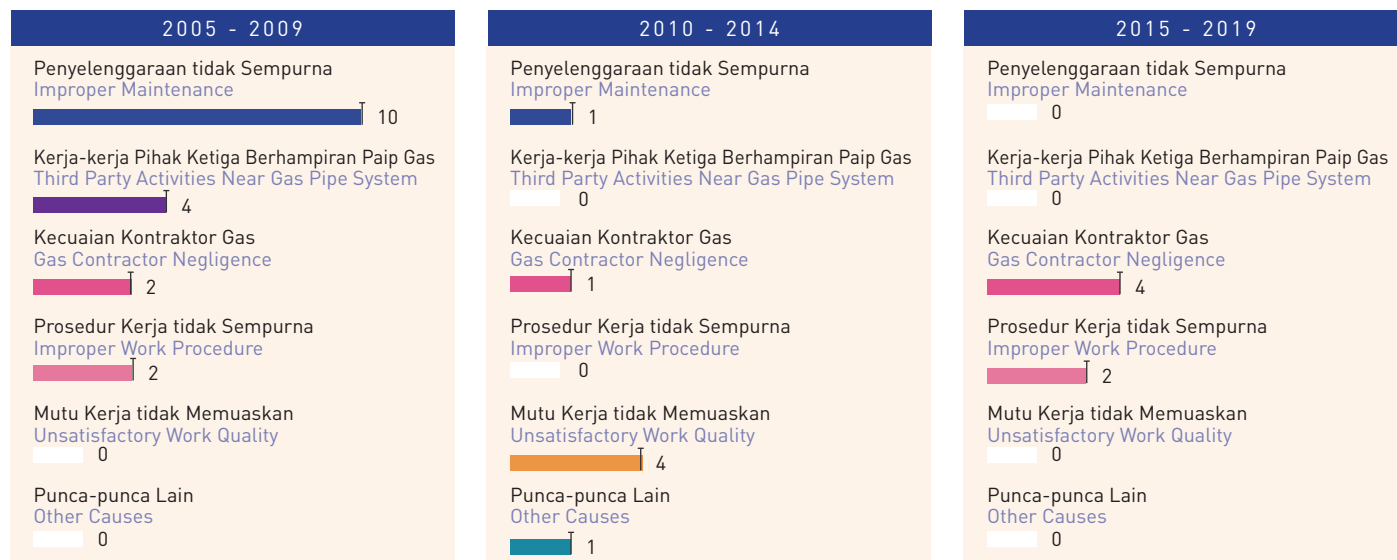 2005 - 2009
Penyelenggaraan tidak Sempurna
Improper Maintenance
10
Kerja-kerja Pihak Ketiga Berhampiran Paip Gas
Third Party Activities Near Gas Pipe System
4
Kecuaian Kontraktor Gas
Gas Contractor Negligence
2
Prosedur Kerja tidak Sempurna
Improper Work Procedure
2
Mutu Kerja tidak Memuaskan
Unsatisfactory Work Quality
0
Punca-punca Lain
Other Causes
0
2010 - 2014
Penyelenggaraan tidak Sempurna
Improper Maintenance
1
Kerja-kerja Pihak Ketiga Berhampiran Paip Gas
Third Party Activities Near Gas Pipe System
0
Kecuaian Kontraktor Gas
Gas Contractor Negligence
1
Prosedur Kerja tidak Sempurna
Improper Work Procedure
0
Mutu Kerja tidak Memuaskan
Unsatisfactory Work Quality
4
Punca-punca Lain
Other Causes
1
2015 - 2019
Penyelenggaraan tidak Sempurna
Improper Maintenance
0
Kerja-kerja Pihak Ketiga Berhampiran Paip Gas
Third Party Activities Near Gas Pipe System
0
Kecuaian Kontraktor Gas
Gas Contractor Negligence
4
Prosedur Kerja tidak Sempurna
Improper Work Procedure
2
Mutu Kerja tidak Memuaskan
Unsatisfactory Work Quality
0
Punca-punca Lain
Other Causes
0